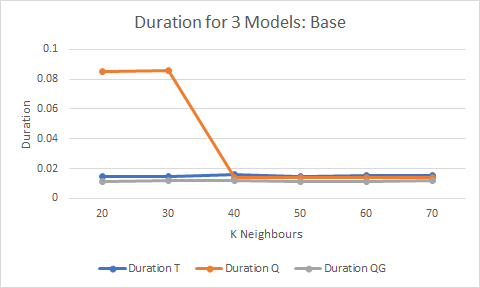 Duration for 3 Models: Base
0.1
0.08
0.06
0.04
0.02
0
Duration
20 30 40 50 60 70
K Neighbours
Duration T Duration Q Duration QG